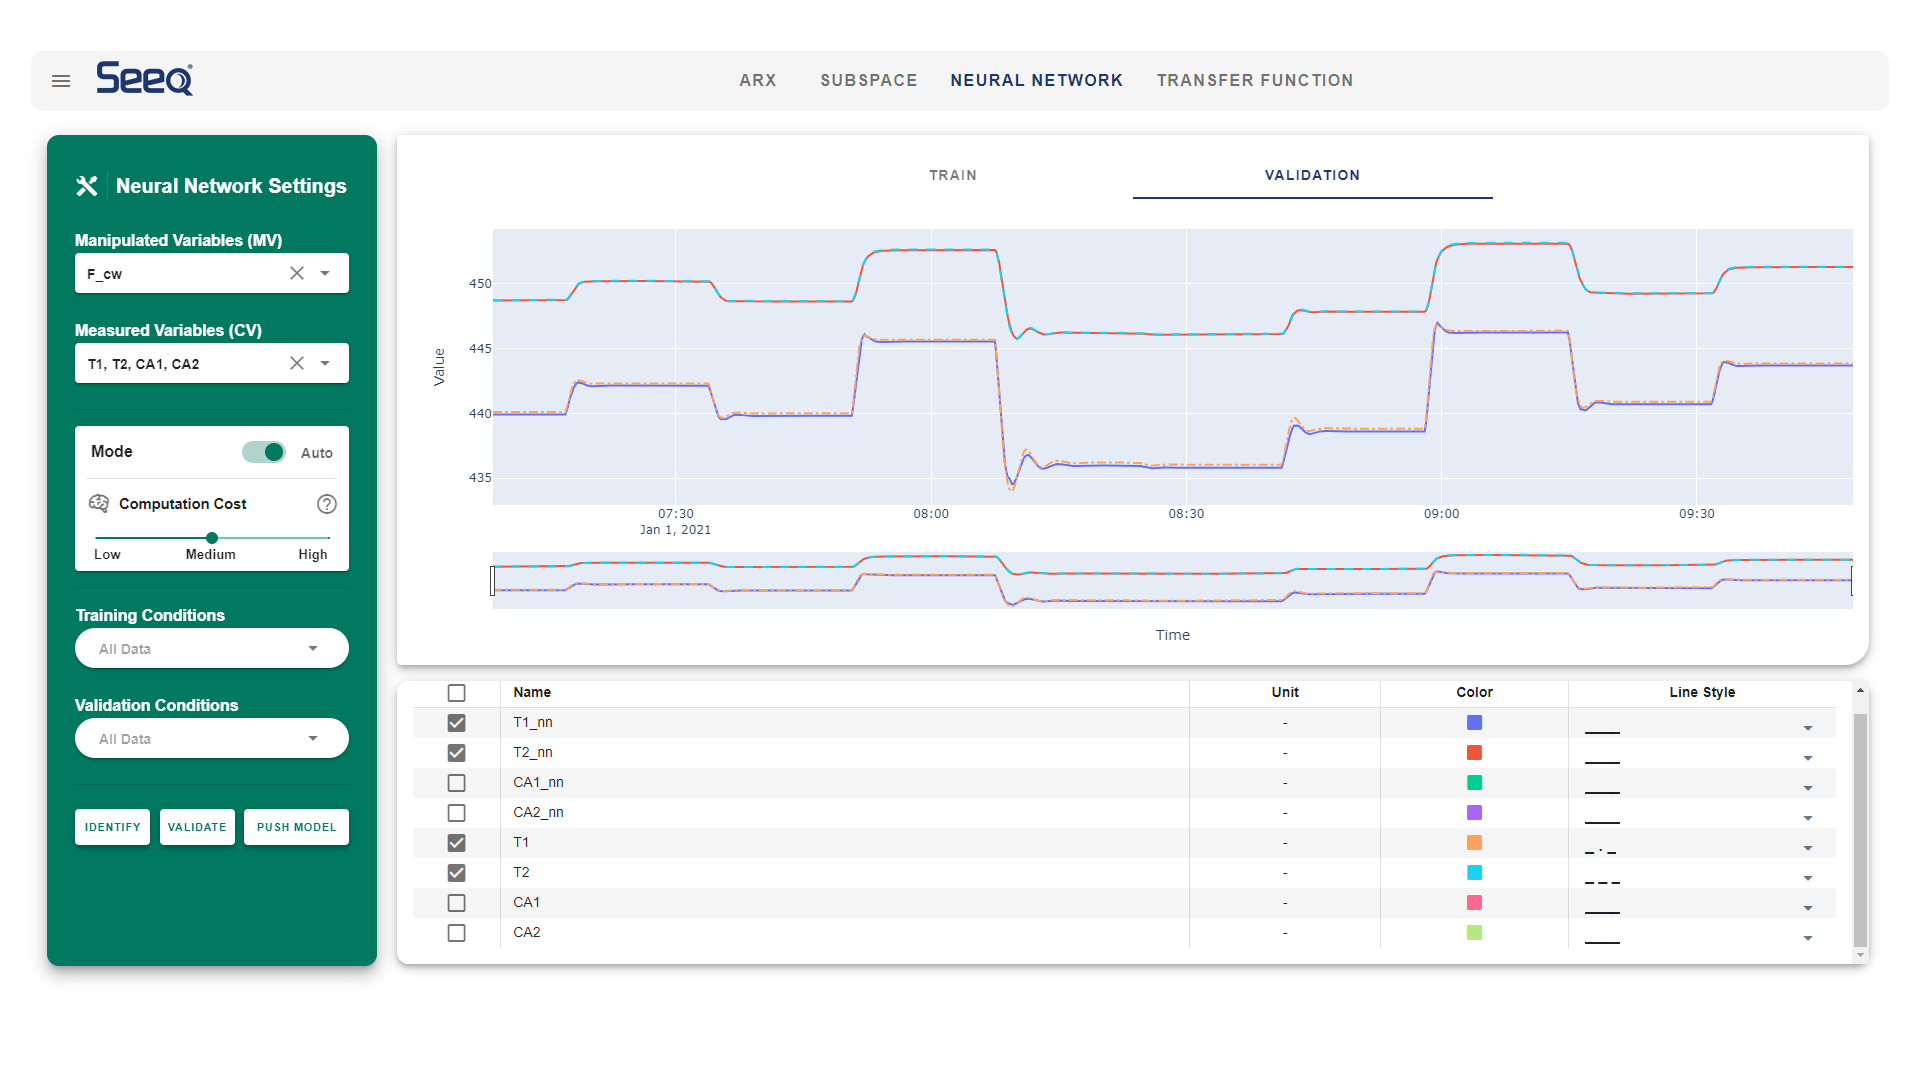 Seeq
ARX SUBSPACE NEURAL NETWORK TRANSFER FUNCTION
Neural Network Settings
Manipulated Variables (MV)
F_cw
Measured Variables (CV)
T1, T2, CA1, CA2
Mode Auto
Computation Cost ?
Low Medium High
Training Conditions
All Data
Validation Conditions
All Data
IDENTIFY VALIDATE PUSH MODEL
TRAIN VALIDATION
450
445
440
435
Value
07:30 08:00 08:30 09:00 09:30
Jan 1, 2021
Time
Name Unit Color Line Style
T1_nn -
T2_nn -
CA1_nn -
CA2_nn -
T1 -
T2 -
CA1 -
CA2 -